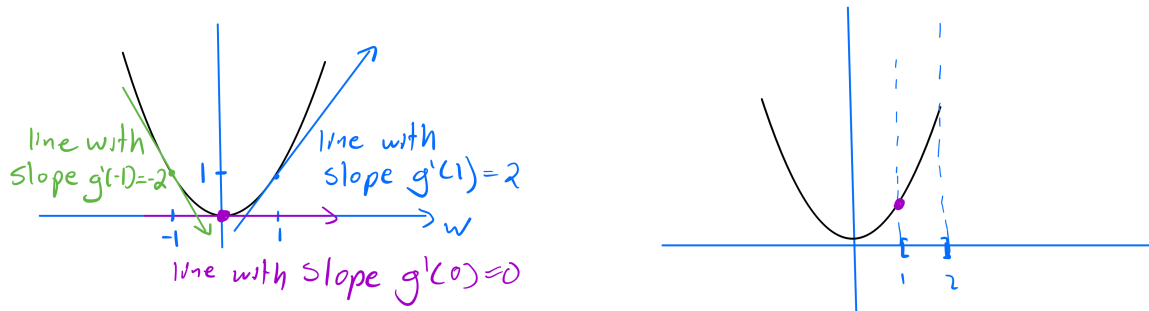 line with
slope g'(-1)=-2
1
line with
slope g'(1)=2
-1
1
w
line with slope g'(0)=0
[ ]
1 2